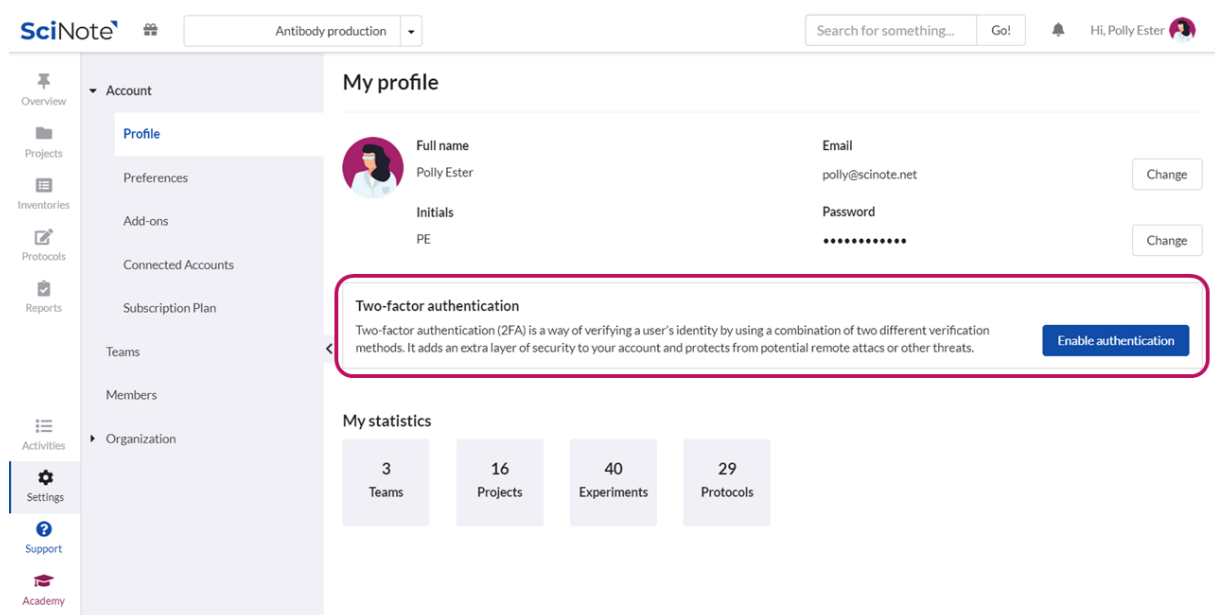 SciNote
Antibody production
Search for something...
Go!
Hi, Polly Ester
Overview
Projects
Inventories
Protocols
Reports
Activities
Settings
Support
Academy
Account
Profile
Preferences
Add-ons
Connected Accounts
Subscription Plan
Teams
Members
Organization
My profile
Full name
Polly Ester
Initials
PE
Email
polly@scinote.net
Change
Password
••••••••••••
Change
Two-factor authentication
Two-factor authentication (2FA) is a way of verifying a user's identity by using a combination of two different verification
methods. It adds an extra layer of security to your account and protects from potential remote attacs or other threats.
Enable authentication
My statistics
3
Teams
16
Projects
40
Experiments
29
Protocols